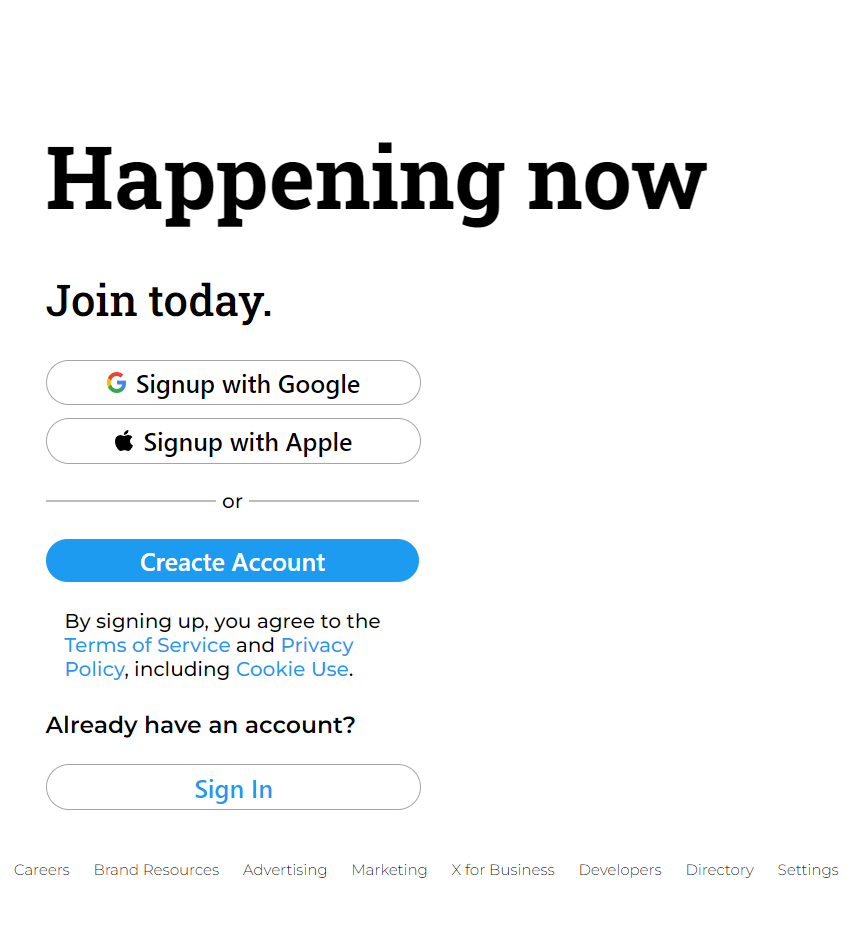 Happening now
Join today.
Signup with Google
Signup with Apple
or
Creacte Account
By signing up, you agree to the
Terms of Service and Privacy
Policy, including Cookie Use.
Already have an account?
Sign In
Careers Brand Resources Advertising Marketing X for Business Developers Directory Settings